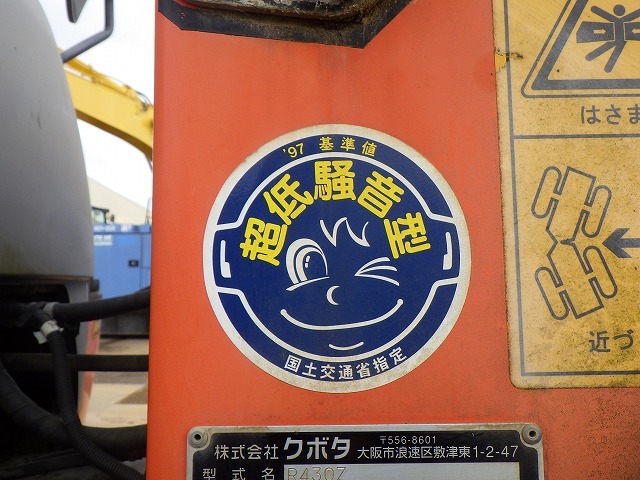 '97 基準値
超低騒音型
国土交通省指定
はさま
近づ
株式会社クボタ 〒556-8601 大阪市浪速区敷津東1-2-47
型式名 R430Z